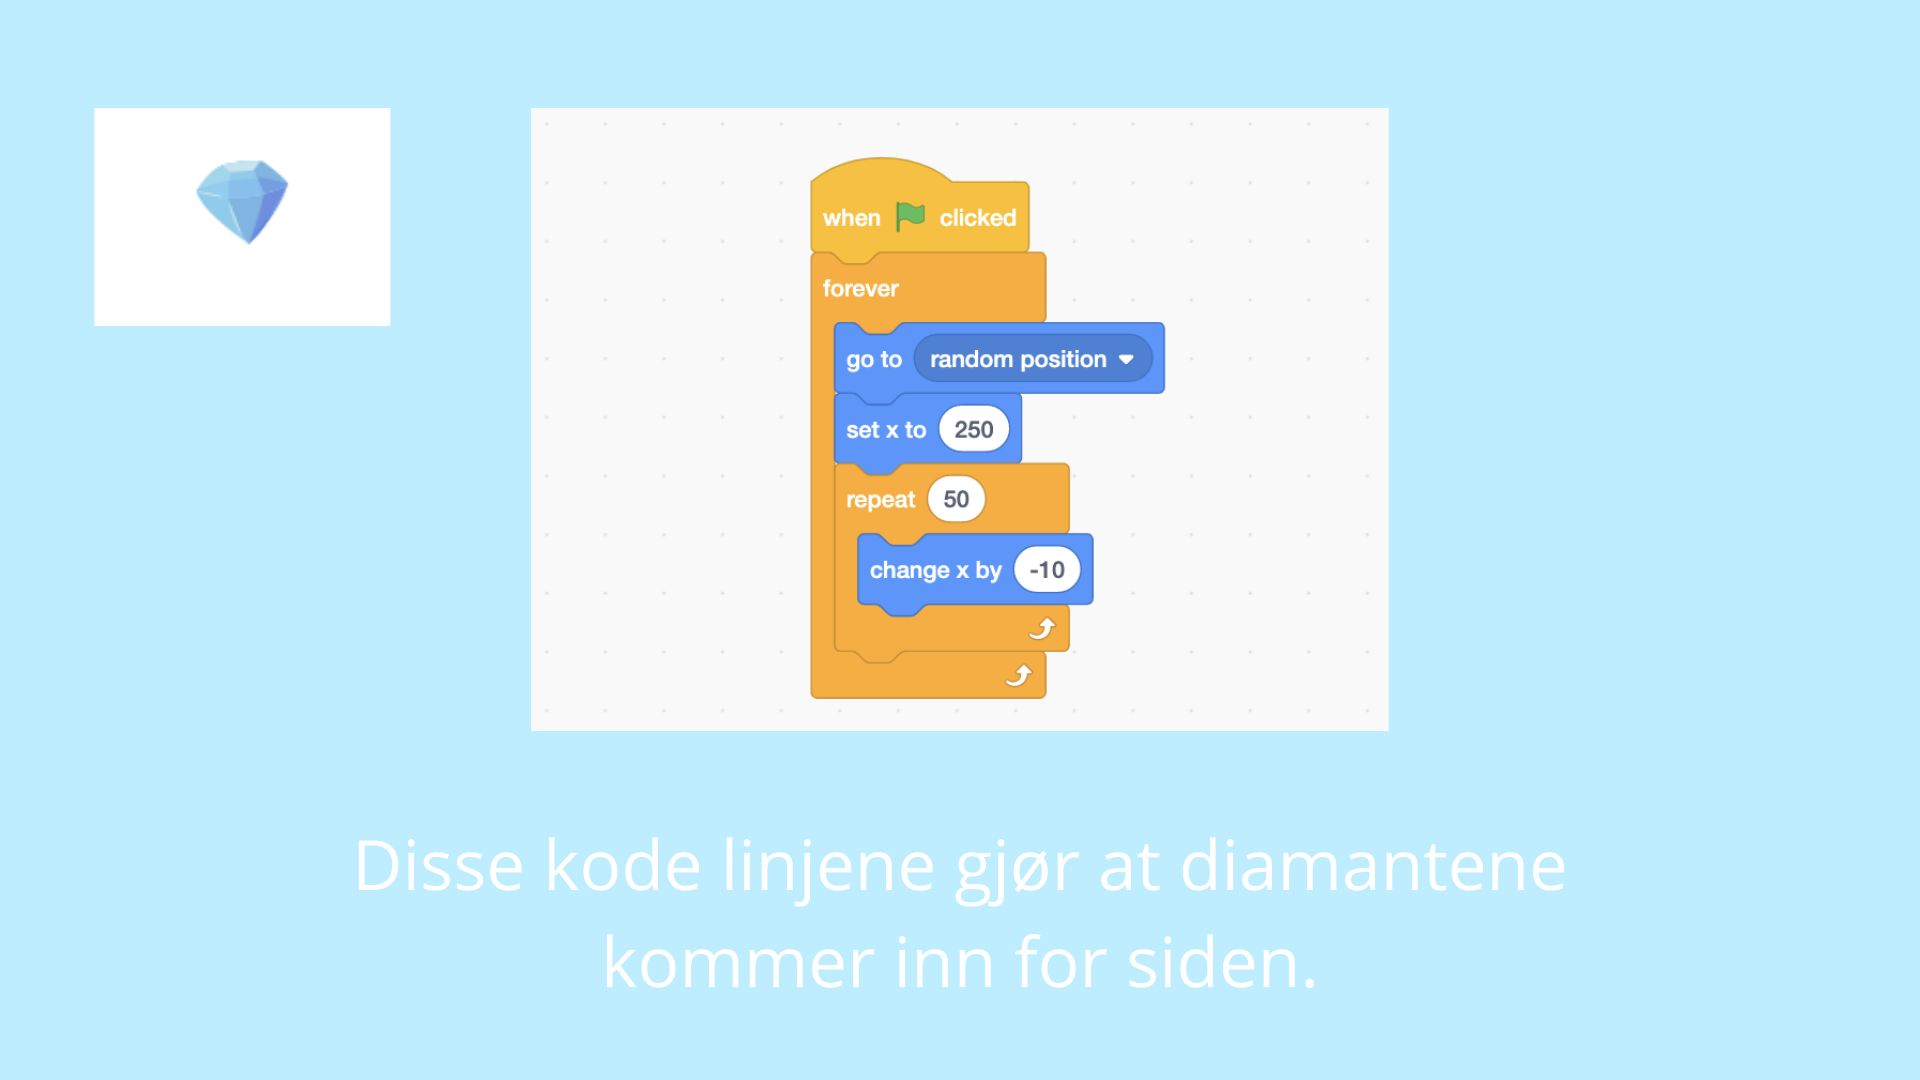 when clicked
forever
go to random position
set x to 250
repeat 50
change x by -10
Disse kode linjene gjør at diamantene
kommer inn for siden.